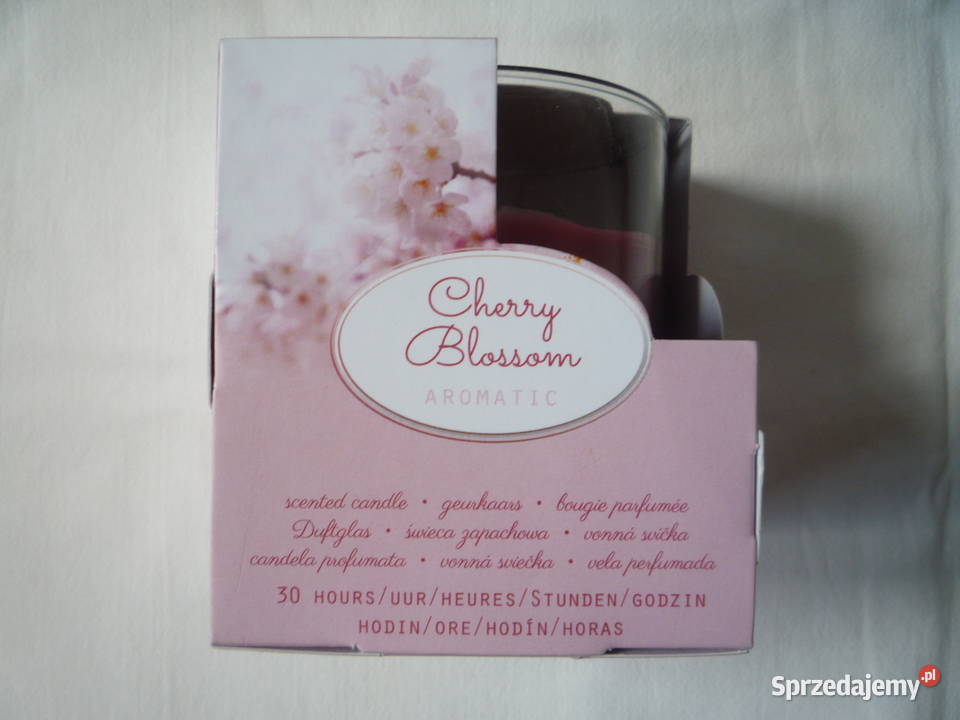 Cherry
Blossom
AROMATIC
scented candle • geurkaars • bougie parfumée
Duftglas • świeca zapachowa • vonná svíčka
candela profumata • vonná sviečka • vela perfumada
30 HOURS/UUR/HEURES/STUNDEN/GODZIN
HODIN/ORE/HODÍN/HORAS
Sprzedajemy.pl